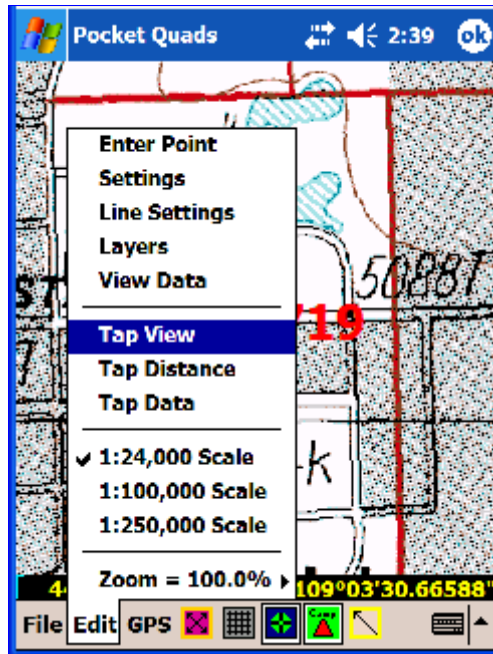 Pocket Quads 2:39 ok
Enter Point
Settings
Line Settings
Layers
View Data
5088T
19
Tap View
Tap Distance
Tap Data
1:24,000 Scale
1:100,000 Scale
1:250,000 Scale
Zoom = 100.0%
109°03'30.66588"
File Edit GPS Camp